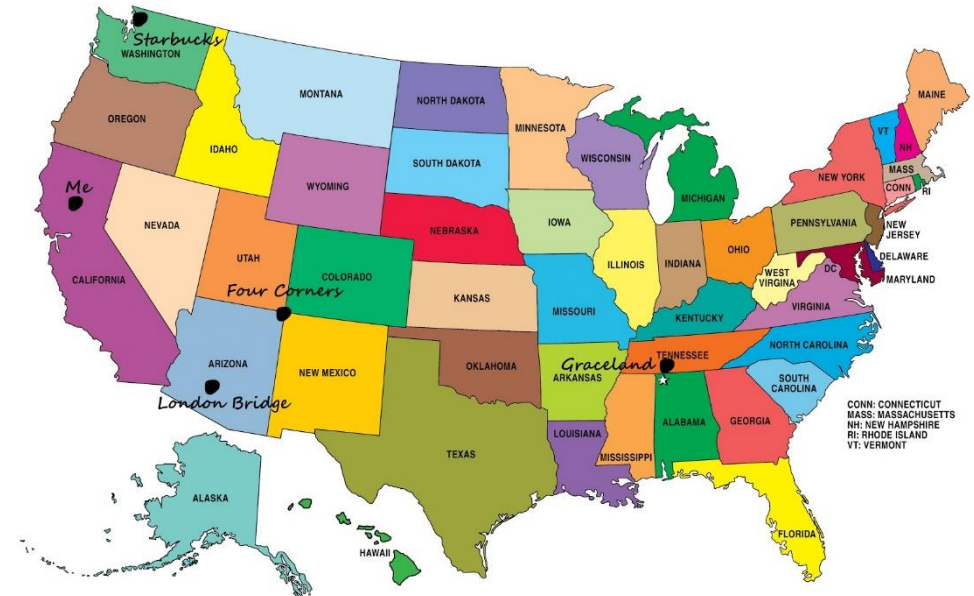 Starbucks
WASHINGTON
OREGON
IDAHO
MONTANA
NORTH DAKOTA
SOUTH DAKOTA
MINNESOTA
WISCONSIN
MICHIGAN
MAINE
VT
NH
MASS
CONN
RI
NEW YORK
Me
CALIFORNIA
NEVADA
UTAH
WYOMING
COLORADO
NEBRASKA
KANSAS
IOWA
ILLINOIS
INDIANA
OHIO
PENNSYLVANIA
NEW
JERSEY
DELAWARE
MARYLAND
DC
WEST
VIRGINA
VIRGINIA
Four Corners
ARIZONA
London Bridge
NEW MEXICO
OKLAHOMA
MISSOURI
KENTUCKY
Graceland
TENNESSEE
NORTH CAROLINA
SOUTH
CAROLINA
ARKANSAS
TEXAS
LOUISIANA
MISSISSIPPI
ALABAMA
GEORGIA
FLORIDA
ALASKA
HAWAII
CONN: CONNECTICUT
MASS: MASSACHUSETTS
NH: NEW HAMPSHIRE
RI: RHODE ISLAND
VT: VERMONT